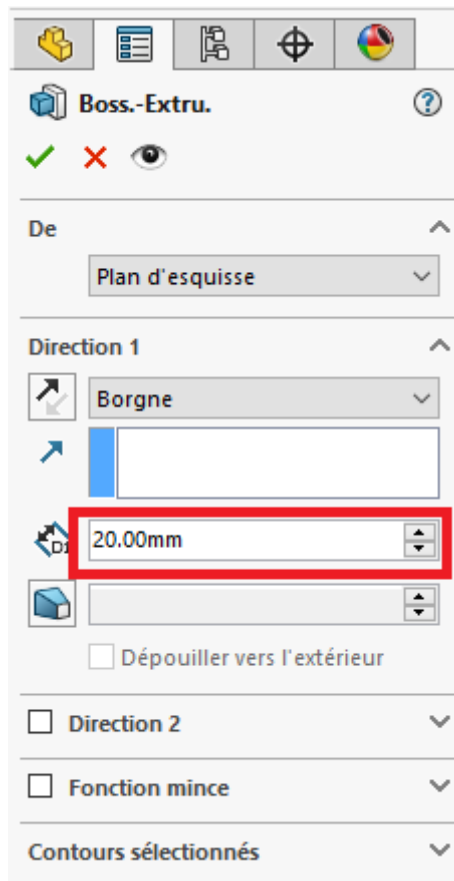 Boss.-Extru.
De
Plan d'esquisse
Direction 1
Borgne
D1
20.00mm
Dépouiller vers l'extérieur
Direction 2
Fonction mince
Contours sélectionnés